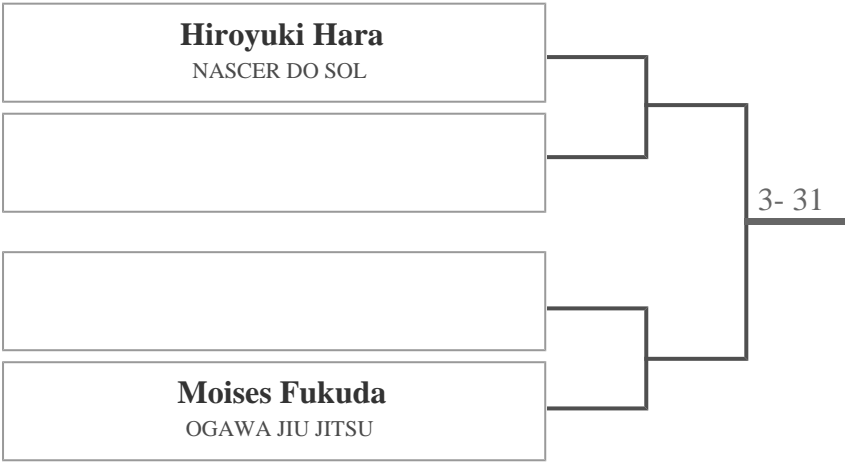 Hiroyuki Hara
NASCER DO SOL
3- 31
Moises Fukuda
OGAWA JIU JITSU